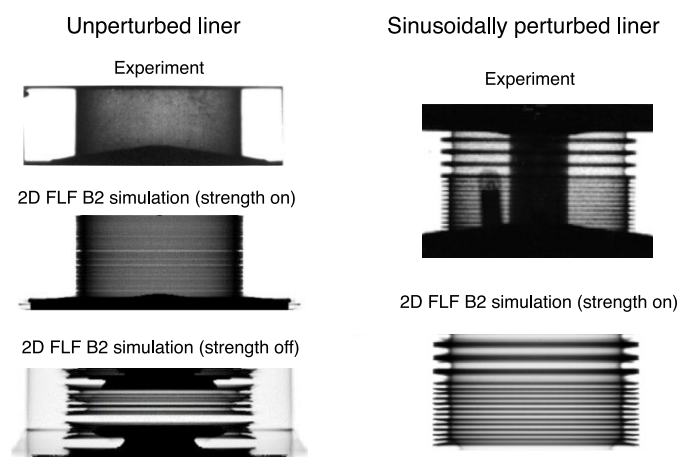 Unperturbed liner
Experiment
2D FLF B2 simulation (strength on)
2D FLF B2 simulation (strength off)
Sinusoidally perturbed liner
Experiment
2D FLF B2 simulation (strength on)